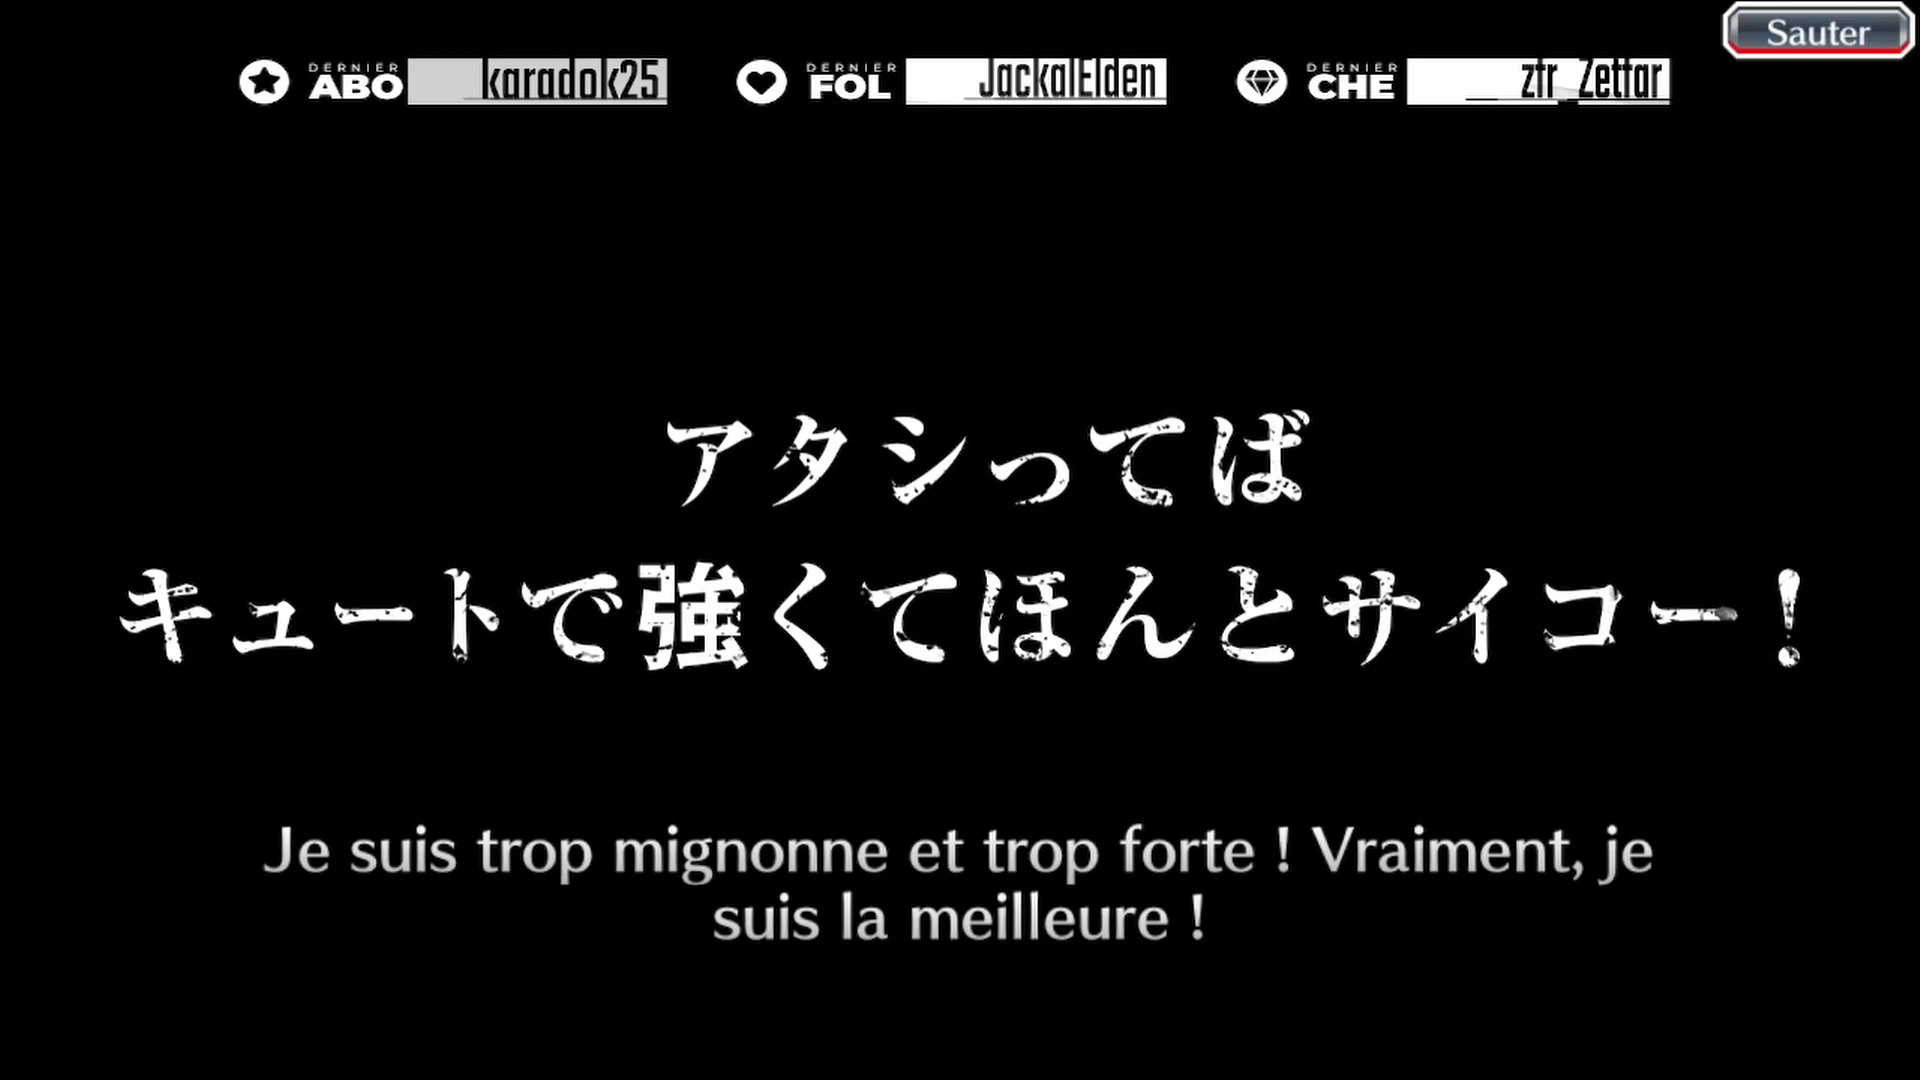 Sauter
DERNIER ABO karadok25
DERNIER FOL JackalElden
DERNIER CHE ztr_Zettar
アタシってば
キュートで強くてほんとサイコー！
Je suis trop mignonne et trop forte ! Vraiment, je
suis la meilleure !